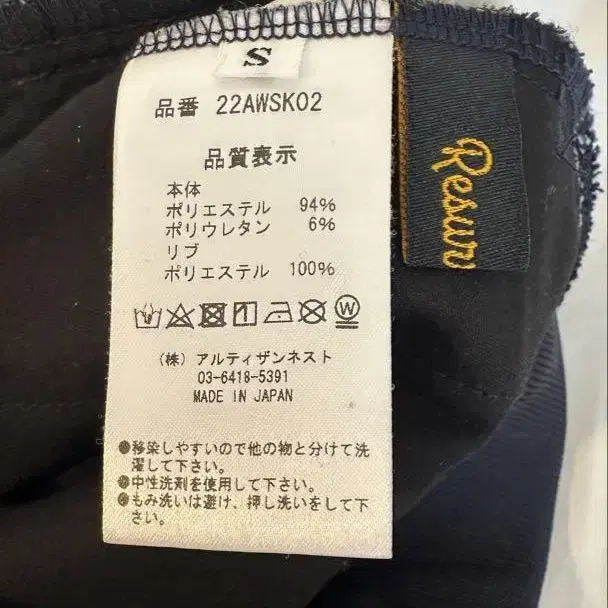 S
品番 22AWSK02
品質表示
本体
ポリエステル 94%
ポリウレタン 6%
リブ
ポリエステル 100%
W
(株) アルティザンネスト
03-6418-5391
MADE IN JAPAN
●移染しやすいので他の物と分けて洗
濯して下さい。
●中性洗剤を使用して下さい。
●もみ洗いは避け、押し洗いをして下
さい。
Resur